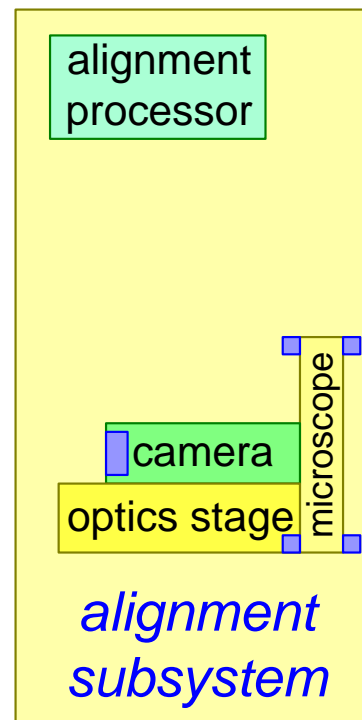 alignment
processor
microscope
camera
optics stage
alignment
subsystem